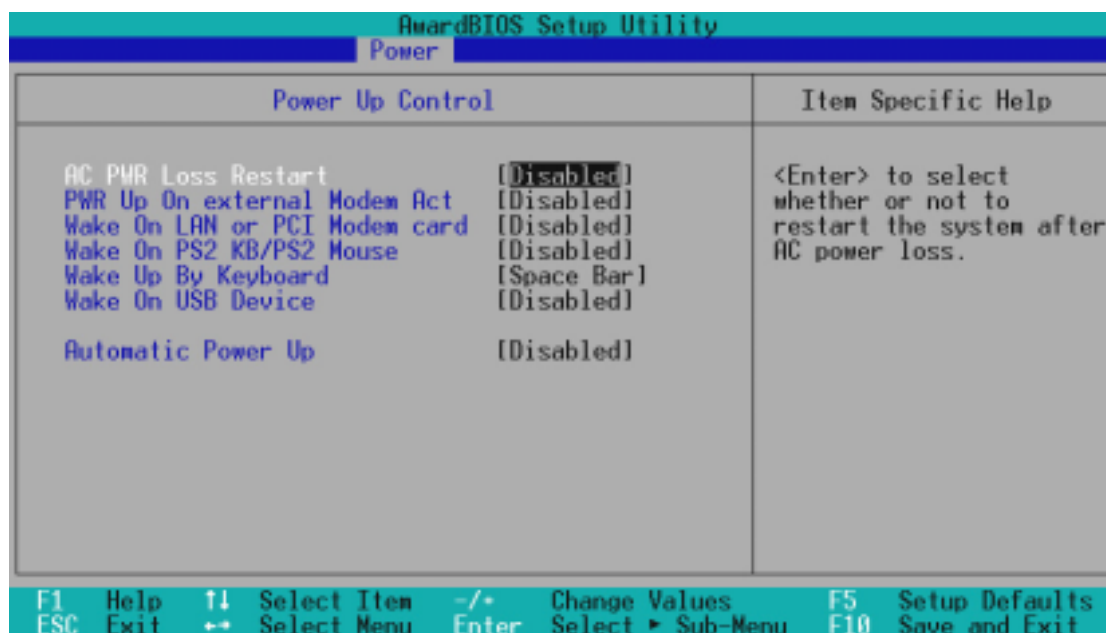 AwardBIOS Setup Utility
Power
Power Up Control
Item Specific Help
AC PWR Loss Restart [Disabled]
PWR Up On external Modem Act [Disabled]
Wake On LAN or PCI Modem card [Disabled]
Wake On PS2 KB/PS2 Mouse [Disabled]
Wake Up By Keyboard [Space Bar]
Wake On USB Device [Disabled]
Automatic Power Up [Disabled]
<Enter> to select
whether or not to
restart the system after
AC power loss.
F1 Help ↑↓ Select Item -/+ Change Values F5 Setup Defaults
ESC Exit ←→ Select Menu Enter Select ► Sub-Menu F10 Save and Exit